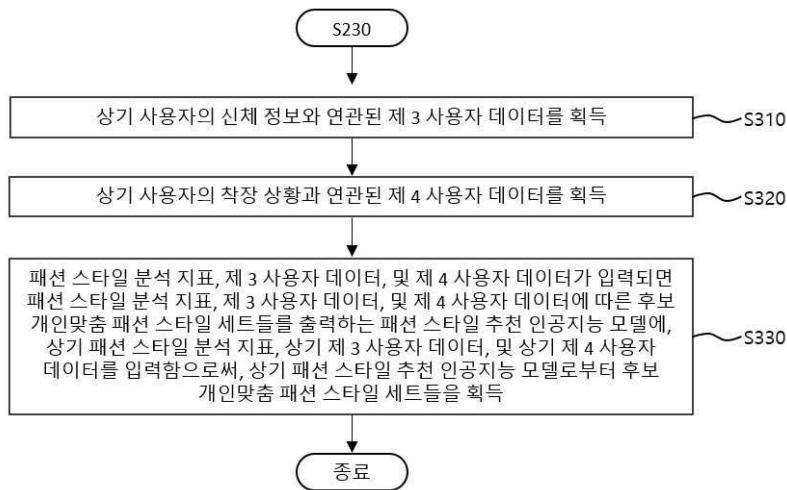 S230
상기 사용자의 신체 정보와 연관된 제 3 사용자 데이터를 획득
S310
상기 사용자의 착장 상황과 연관된 제 4 사용자 데이터를 획득
S320
패션 스타일 분석 지표, 제 3 사용자 데이터, 및 제 4 사용자 데이터가 입력되면
패션 스타일 분석 지표, 제 3 사용자 데이터, 및 제 4 사용자 데이터에 따른 후보
개인맞춤 패션 스타일 세트들를 출력하는 패션 스타일 추천 인공지능 모델에,
상기 패션 스타일 분석 지표, 상기 제 3 사용자 데이터, 및 상기 제 4 사용자
데이터를 입력함으로써, 상기 패션 스타일 추천 인공지능 모델로부터 후보
개인맞춤 패션 스타일 세트들을 획득
S330
종료